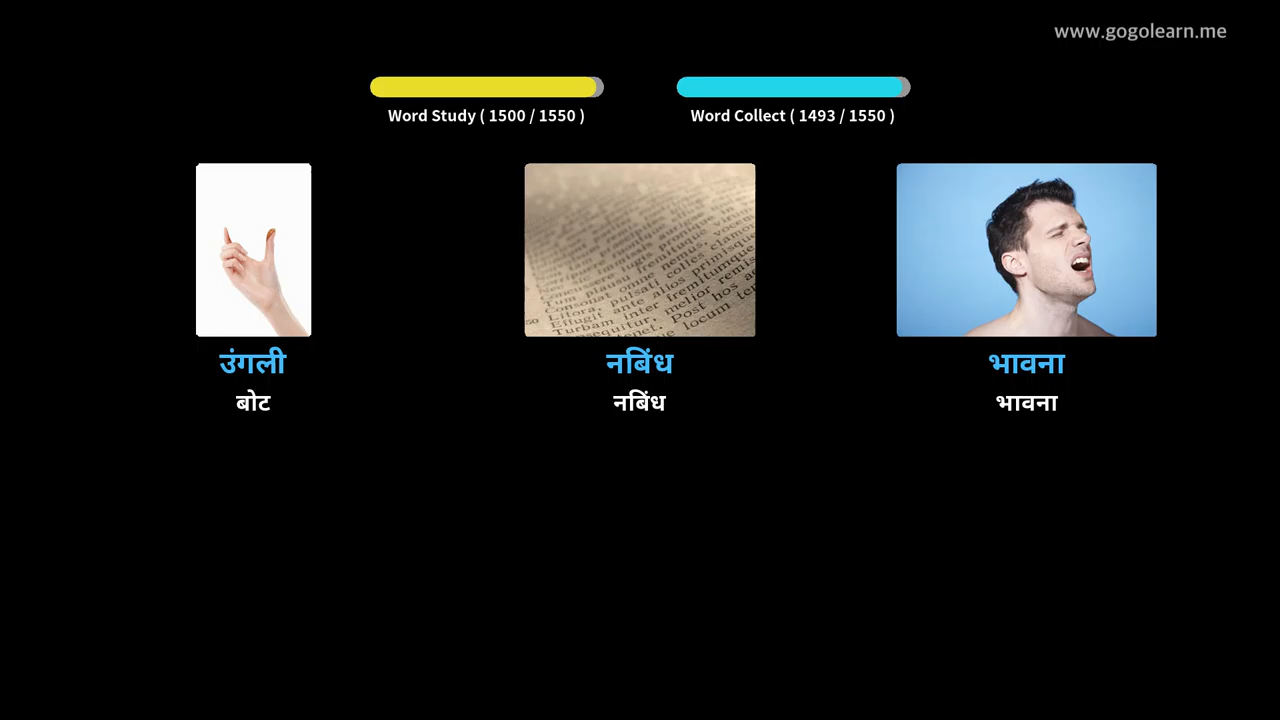 www.gogolearn.me
Word Study ( 1500 / 1550 )
Word Collect ( 1493 / 1550 )
उंगली
नबिंध
भावना
बोट
नबिंध
भावना